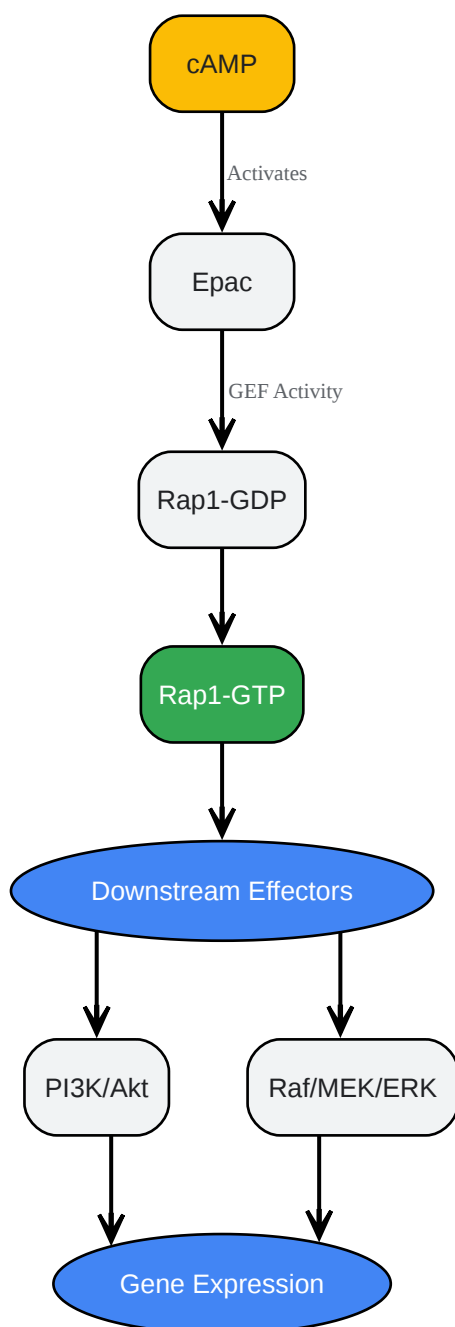 cAMP
Activates
Epac
GEF Activity
Rap1-GDP
Rap1-GTP
Downstream Effectors
PI3K/Akt
Raf/MEK/ERK
Gene Expression